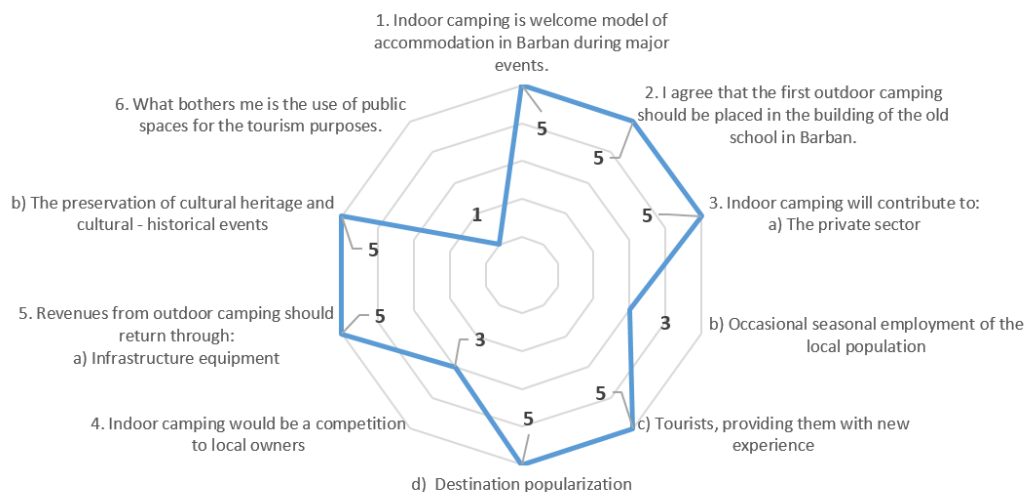 1. Indoor camping is welcome model of
accommodation in Barban during major
events.
2. I agree that the first outdoor camping
should be placed in the building of the old
school in Barban.
3. Indoor camping will contribute to:
a) The private sector
b) Occasional seasonal employment of the
local population
c) Tourists, providing them with new
experience
d) Destination popularization
4. Indoor camping would be a competition
to local owners
5. Revenues from outdoor camping should
return through:
a) Infrastructure equipment
b) The preservation of cultural heritage and
cultural - historical events
6. What bothers me is the use of public
spaces for the tourism purposes.
5
5
5
3
5
5
3
5
5
1